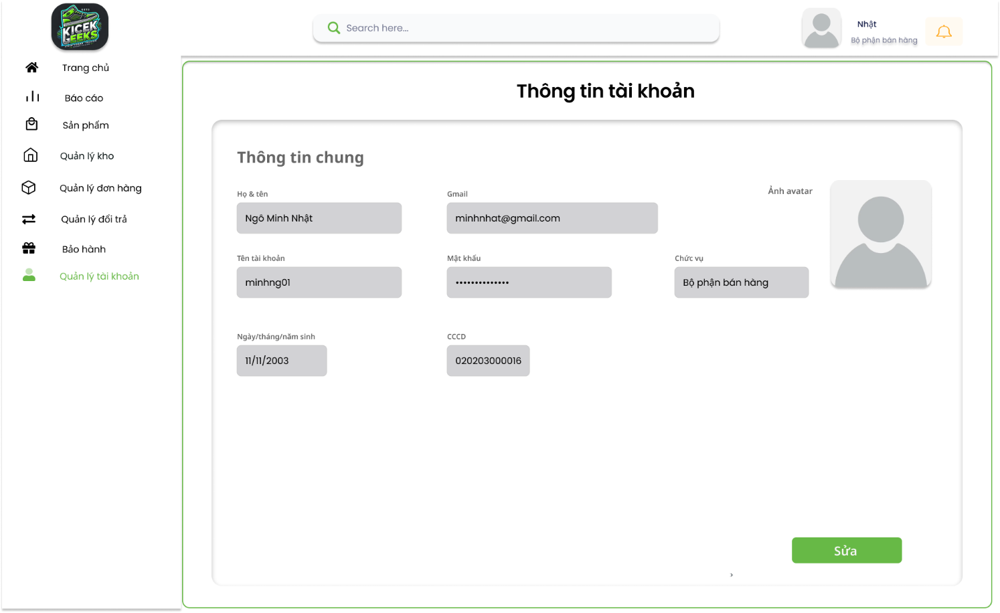 KICEK
GEEKS
Search here...
Nhật
Bộ phận bán hàng
Trang chủ
Báo cáo
Sản phẩm
Quản lý kho
Quản lý đơn hàng
Quản lý đổi trả
Bảo hành
Quản lý tài khoản
Thông tin tài khoản
Thông tin chung
Họ & tên
Gmail
Ảnh avatar
Ngô Minh Nhật
minhnhat@gmail.com
Tên tài khoản
Mật khẩu
Chức vụ
minhng01
••••••••••••••
Bộ phận bán hàng
Ngày/tháng/năm sinh
CCCD
11/11/2003
020203000016
Sửa